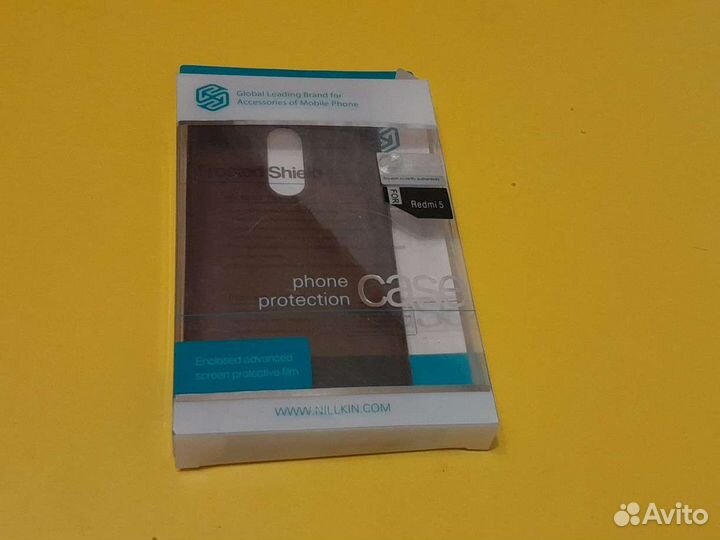 Global Leading Brand for
Accessories of Mobile Phone
Frosted Shield
FOR
Redmi 5
phone
protection
case
Enclosed advanced
screen protective film
WWW.NILLKIN.COM
Avito